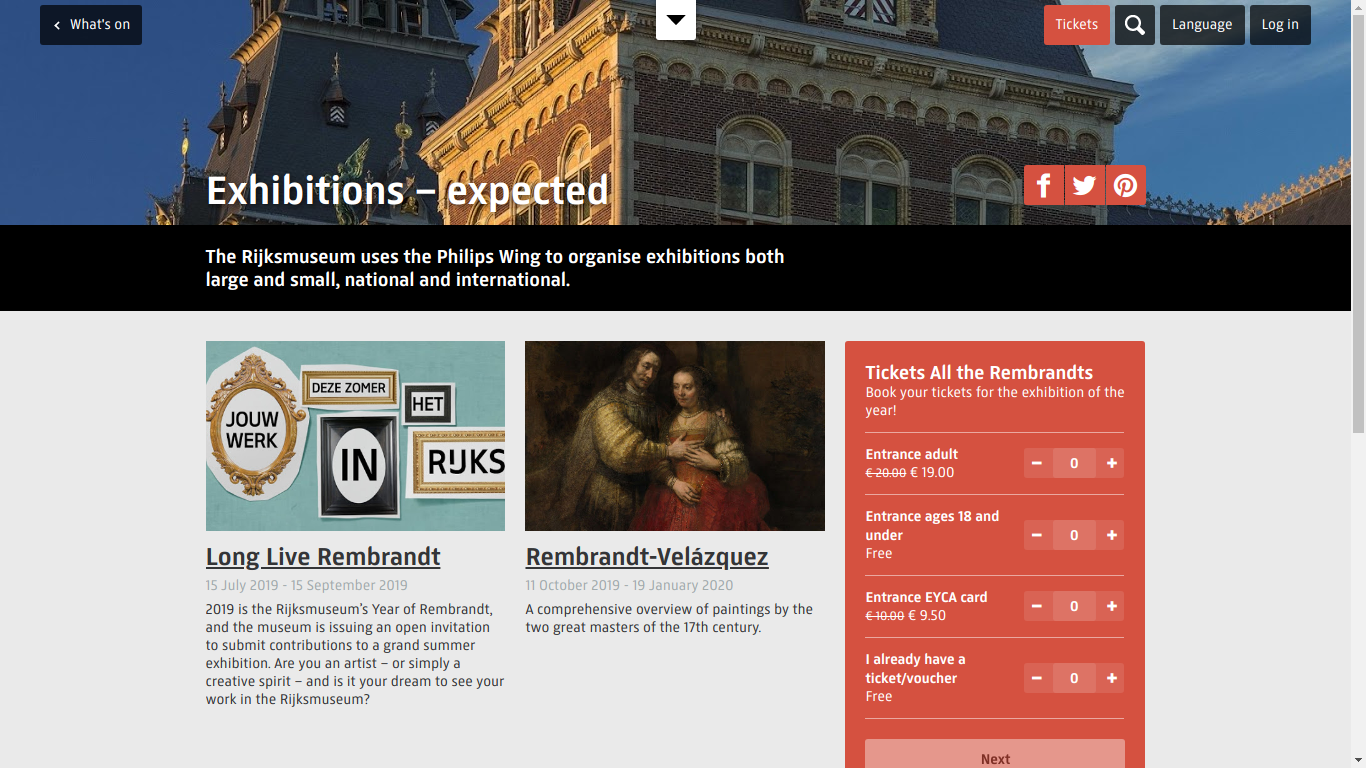 What's on
Tickets
Language
Log in
Exhibitions – expected
The Rijksmuseum uses the Philips Wing to organise exhibitions both
large and small, national and international.
JOUW
WERK
DEZE ZOMER
HET
IN
RIJKS
Long Live Rembrandt
15 July 2019 - 15 September 2019
2019 is the Rijksmuseum’s Year of Rembrandt,
and the museum is issuing an open invitation
to submit contributions to a grand summer
exhibition. Are you an artist – or simply a
creative spirit – and is it your dream to see your
work in the Rijksmuseum?
Rembrandt-Velázquez
11 October 2019 - 19 January 2020
A comprehensive overview of paintings by the
two great masters of the 17th century.
Tickets All the Rembrandts
Book your tickets for the exhibition of the
year!
Entrance adult
€ 20.00 € 19.00
0
Entrance ages 18 and
under
Free
0
Entrance EYCA card
€ 10.00 € 9.50
0
I already have a
ticket/voucher
Free
0
Next